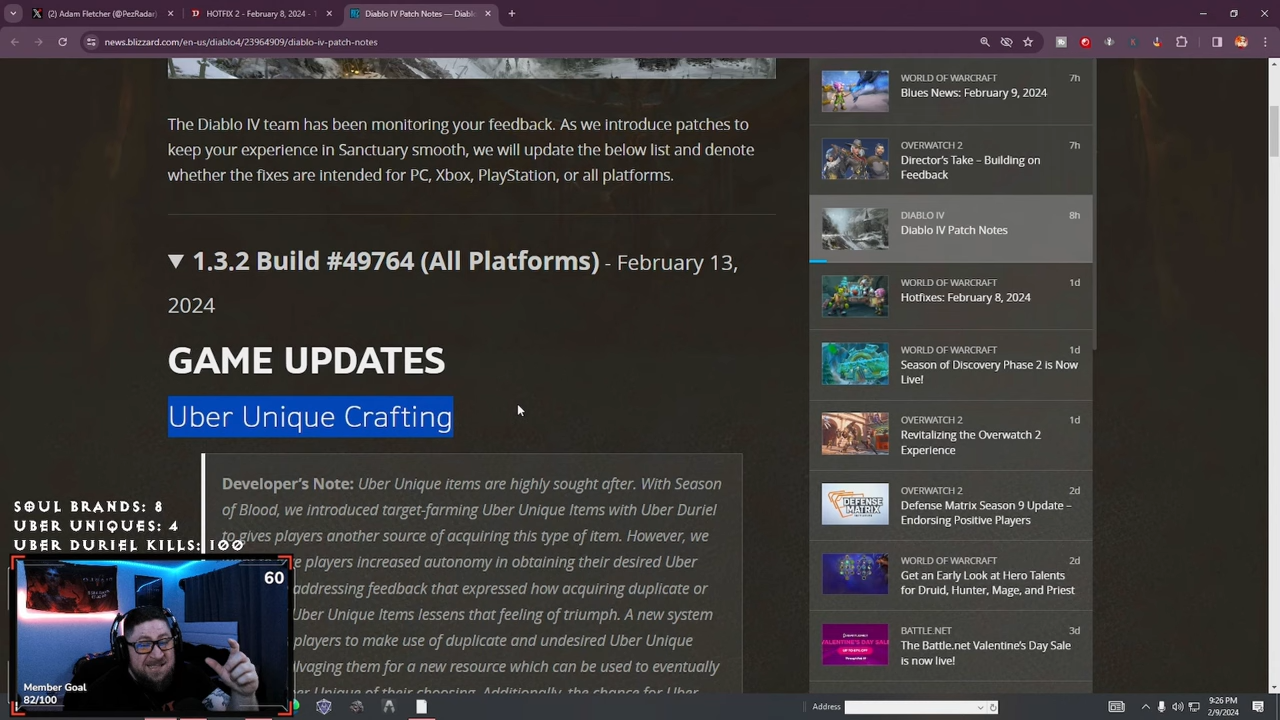 (2) Adam Fletcher (@PezRadar)
HOTFIX 2 - February 8, 2024 -
Diablo IV Patch Notes —
news.blizzard.com/en-us/diablo4/23964909/diablo-iv-patch-notes
The Diablo IV team has been monitoring your feedback. As we introduce patches to
keep your experience in Sanctuary smooth, we will update the below list and denote
whether the fixes are intended for PC, Xbox, PlayStation, or all platforms.
▼ 1.3.2 Build #49764 (All Platforms) - February 13,
2024
GAME UPDATES
Uber Unique Crafting
Developer's Note: Uber Unique items are highly sought after. With Season
of Blood, we introduced target-farming Uber Unique Items with Uber Duriel
to gives players another source of acquiring this type of item. However, we
players increased autonomy in obtaining their desired Uber
addressing feedback that expressed how acquiring duplicate or
Uber Unique Items lessens that feeling of triumph. A new system
players to make use of duplicate and undesired Uber Unique
them for a new resource which can be used to eventually
Unique of their choosing. Additionally, the chance for Uber
WORLD OF WARCRAFT 7h
Blues News: February 9, 2024
OVERWATCH 2 7h
Director's Take – Building on
Feedback
DIABLO IV 8h
Diablo IV Patch Notes
WORLD OF WARCRAFT 1d
Hotfixes: February 8, 2024
WORLD OF WARCRAFT 1d
Season of Discovery Phase 2 is Now
Live!
OVERWATCH 2 1d
Revitalizing the Overwatch 2
Experience
OVERWATCH 2 2d
Defense Matrix Season 9 Update –
Endorsing Positive Players
WORLD OF WARCRAFT 2d
Get an Early Look at Hero Talents
for Druid, Hunter, Mage, and Priest
BATTLE.NET 3d
The Battle.net Valentine's Day Sale
is now live!
DEFENSE
MATRIX
VALENTINE'S DAY SALE
SOUL BRANDS: 8
UBER UNIQUES: 4
UBER DURIEL KILLS: 100
60
Member Goal
82/100
Address
9:26 PM
2/9/2024